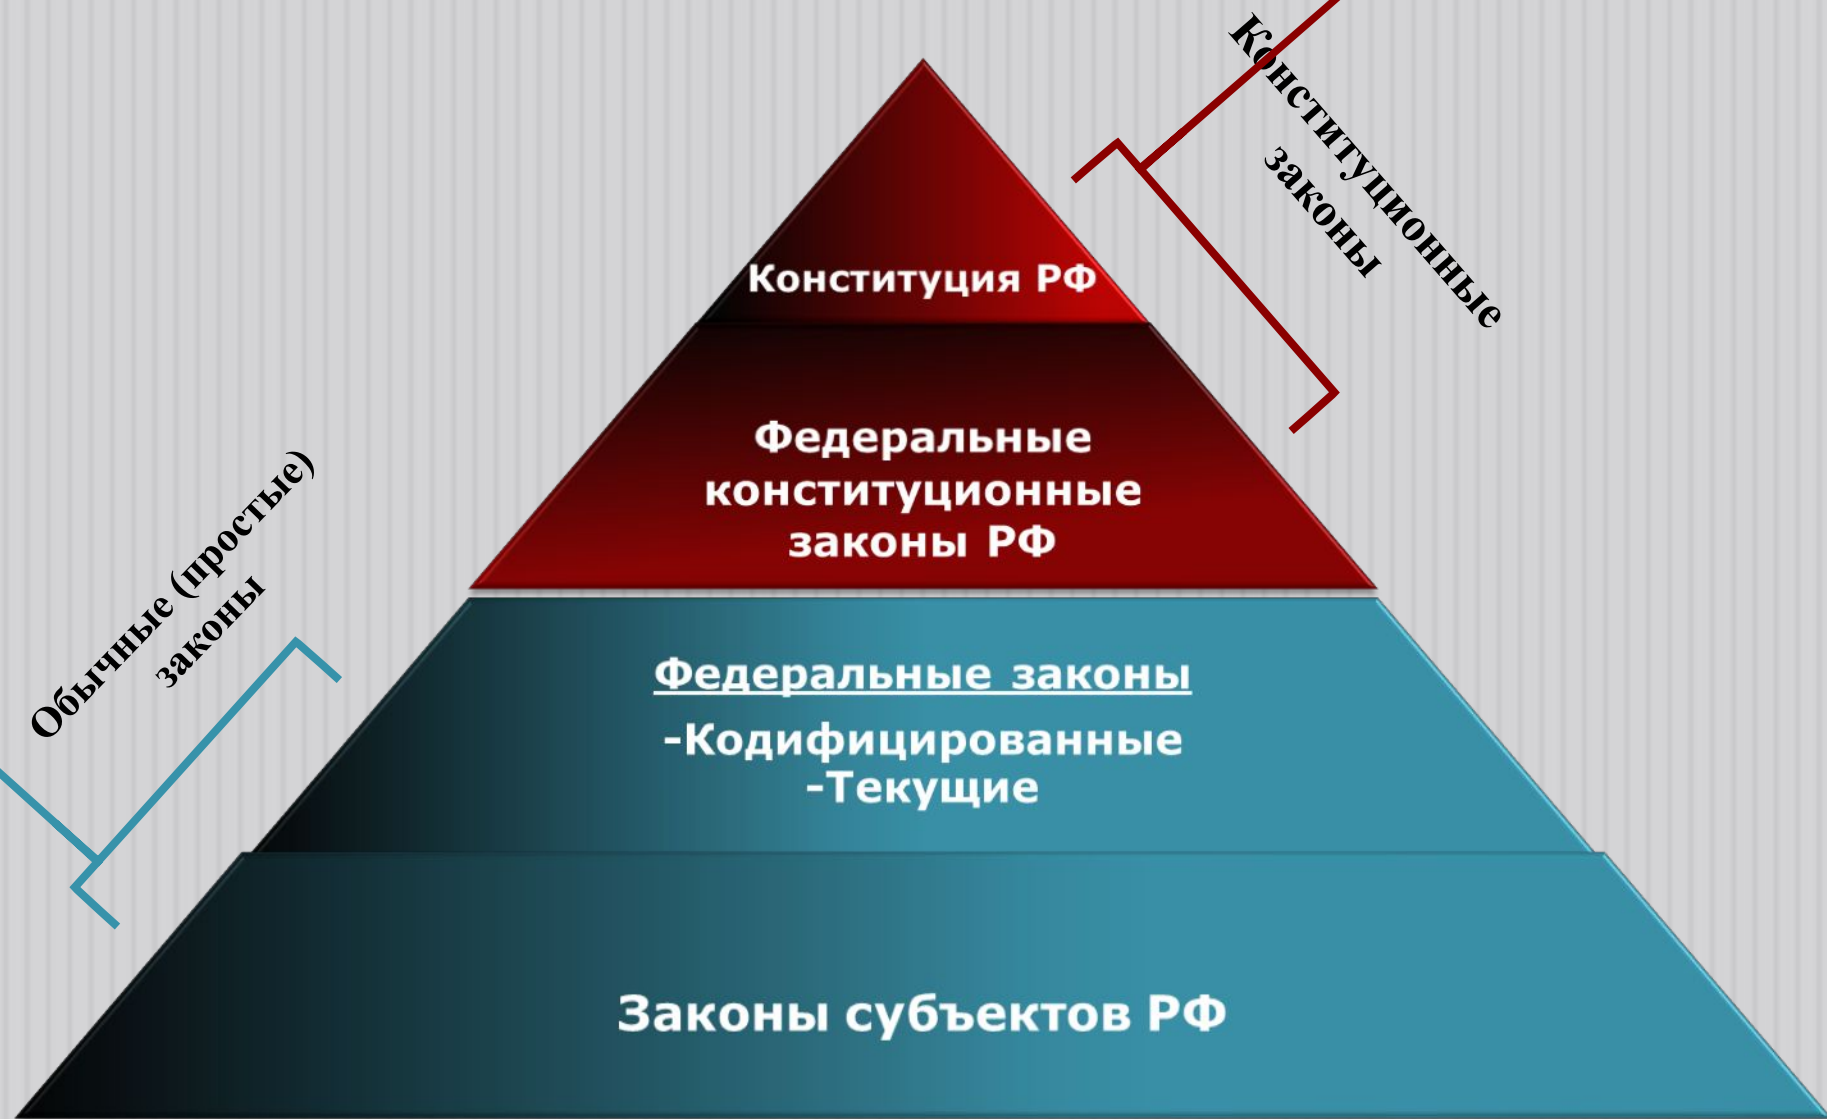 Конституционные
законы
Конституция РФ
Федеральные
конституционные
законы РФ
Обычные (простые)
законы
Федеральные законы
-Кодифицированные
-Текущие
Законы субъектов РФ